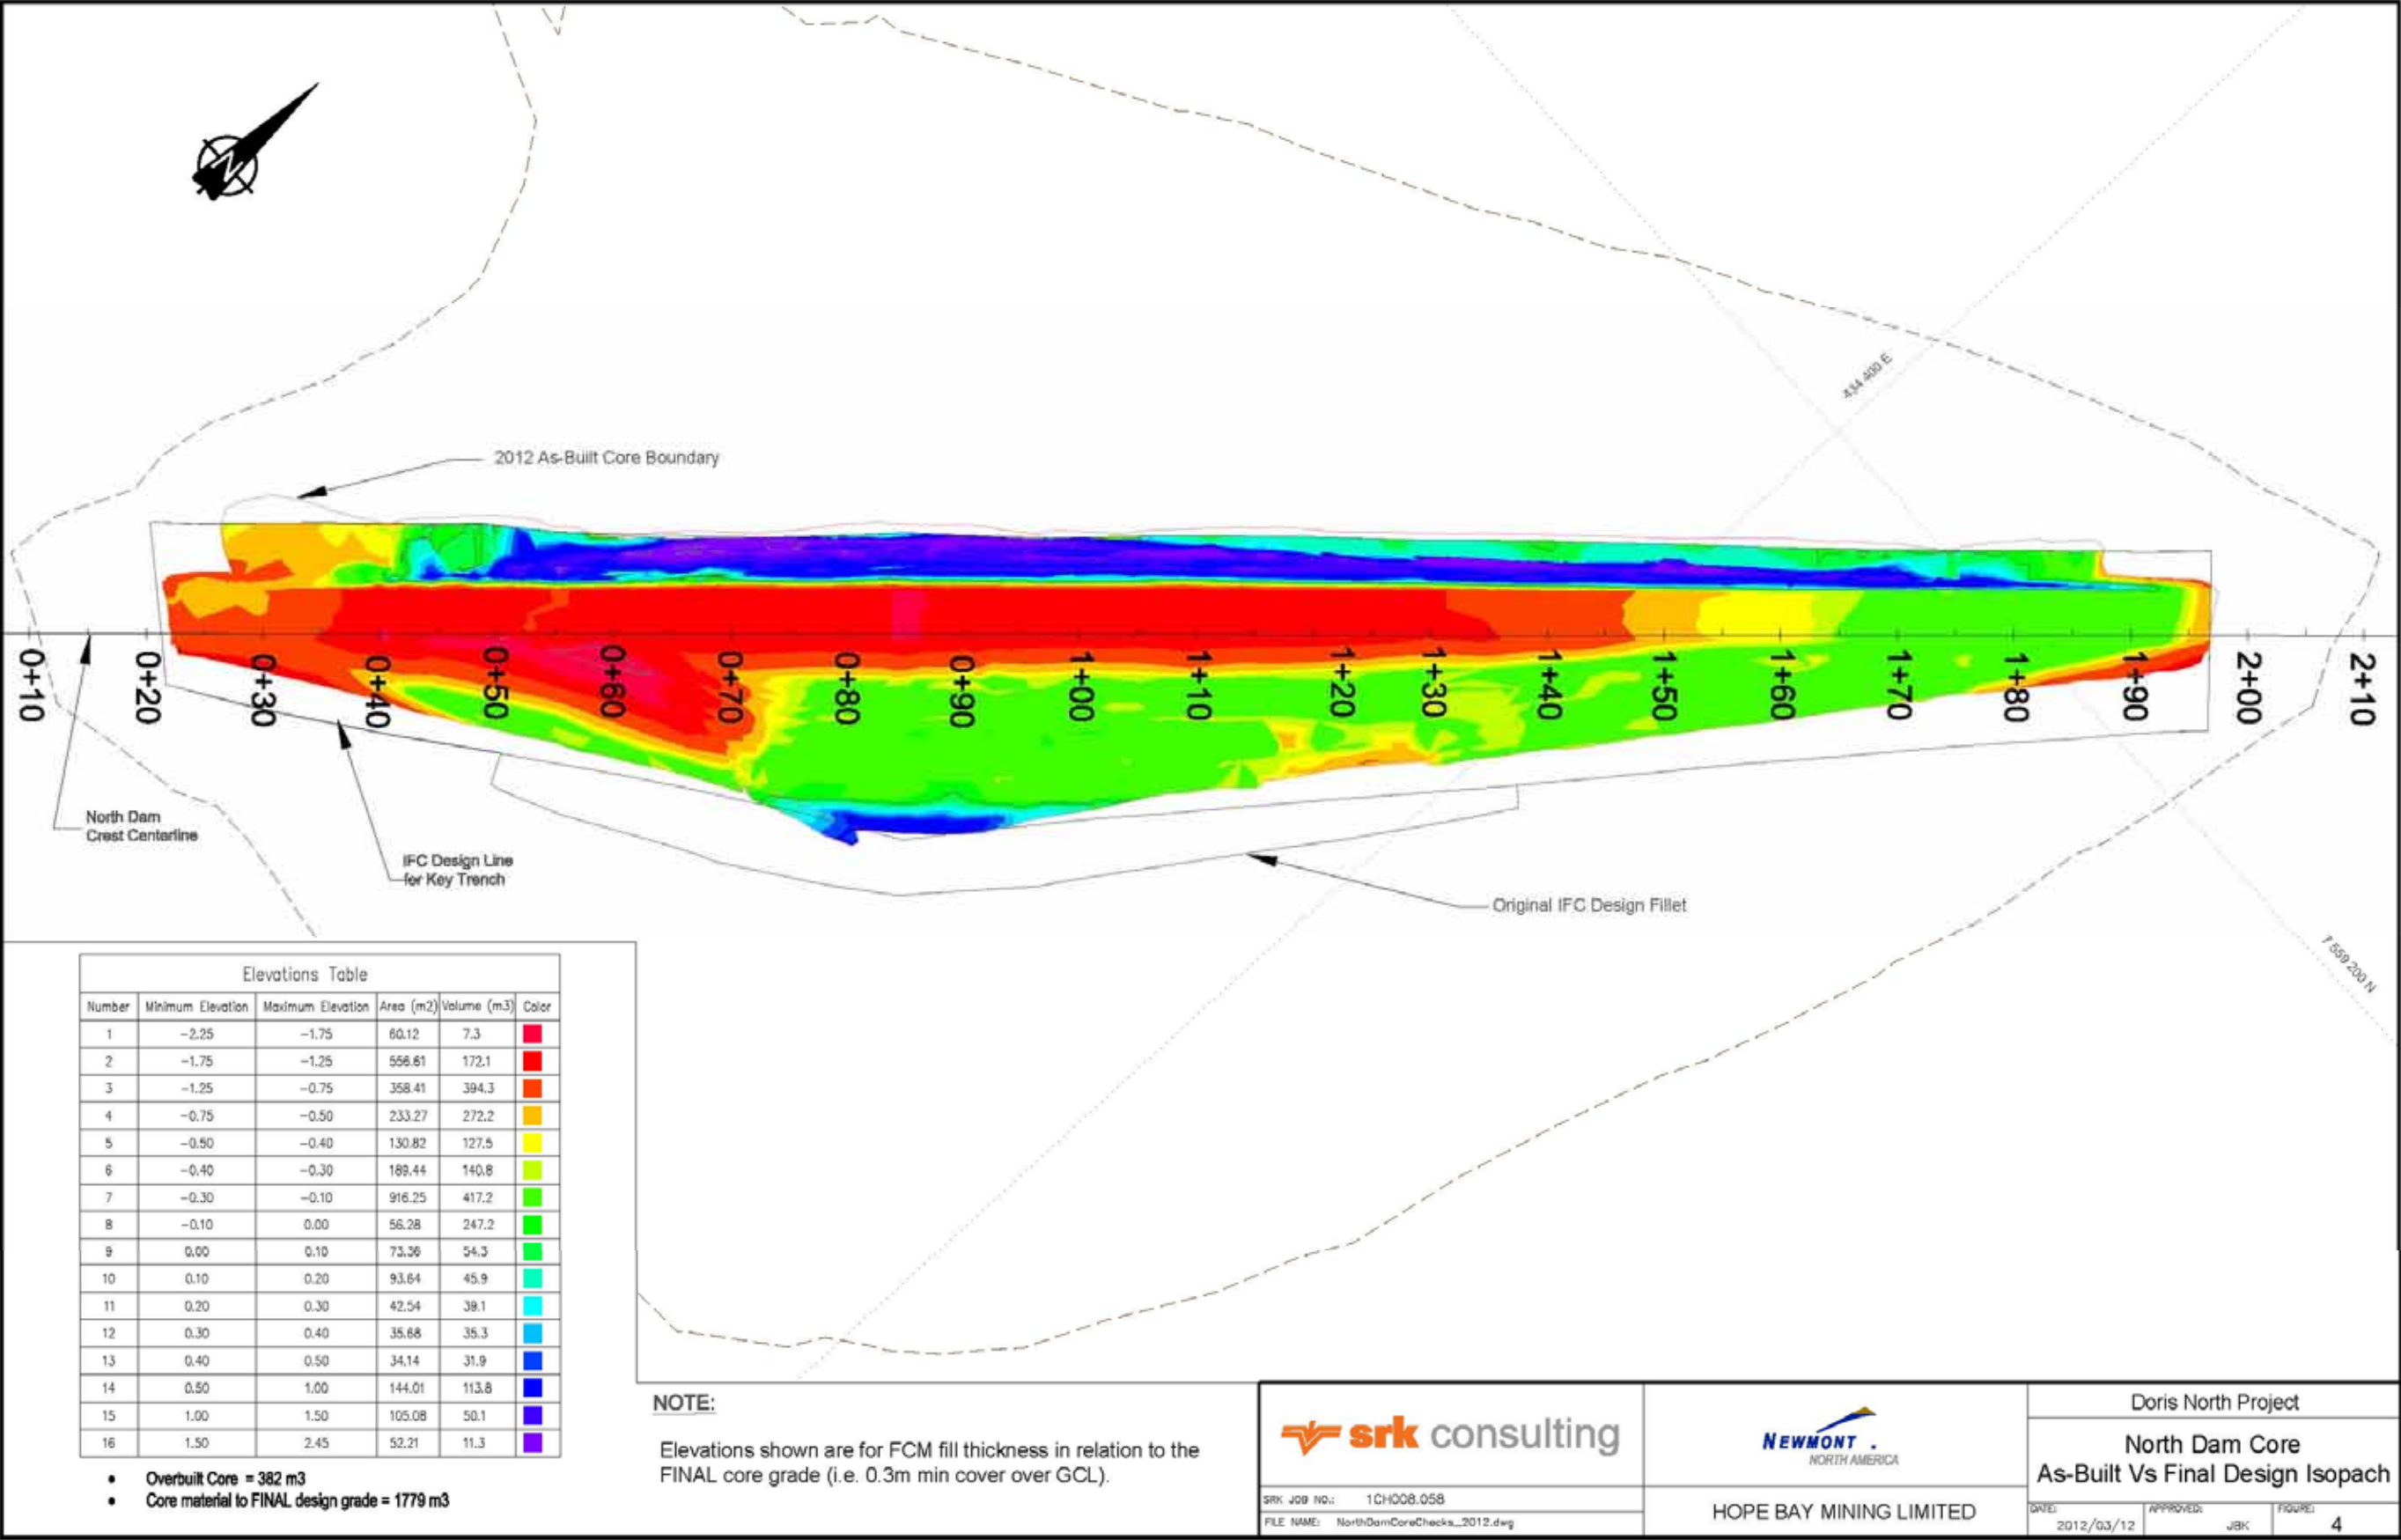 434 400 E
2012 As-Built Core Boundary
0+10
0+20
0+30
0+40
0+50
0+60
0+70
0+80
0+90
1+00
1+10
1+20
1+30
1+40
1+50
1+60
1+70
1+80
1+90
2+00
2+10
North Dam
Crest Centerline
IFC Design Line
for Key Trench
Original IFC Design Fillet
7 559 200 N
Elevations Table
Number Minimum Elevation Maximum Elevation Area (m2) Volume (m3) Color
1 -2.25 -1.75 60.12 7.3
2 -1.75 -1.25 556.61 172.1
3 -1.25 -0.75 358.41 394.3
4 -0.75 -0.50 233.27 272.2
5 -0.50 -0.40 130.82 127.5
6 -0.40 -0.30 189.44 140.8
7 -0.30 -0.10 916.25 417.2
8 -0.10 0.00 56.28 247.2
9 0.00 0.10 73.36 54.3
10 0.10 0.20 93.64 45.9
11 0.20 0.30 42.54 39.1
12 0.30 0.40 35.68 35.3
13 0.40 0.50 34.14 31.9
14 0.50 1.00 144.01 113.8
15 1.00 1.50 105.08 50.1
16 1.50 2.45 52.21 11.3
• Overbuilt Core = 382 m3
• Core material to FINAL design grade = 1779 m3
NOTE:
Elevations shown are for FCM fill thickness in relation to the
FINAL core grade (i.e. 0.3m min cover over GCL).
srk consulting
SRK JOB NO.: 1CH008.058
FILE NAME: NorthDamCoreChecks_2012.dwg
NEWMONT.
NORTH AMERICA
HOPE BAY MINING LIMITED
Doris North Project
North Dam Core
As-Built Vs Final Design Isopach
DATE: 2012/03/12
APPROVED: JBK
FIGURE: 4
N